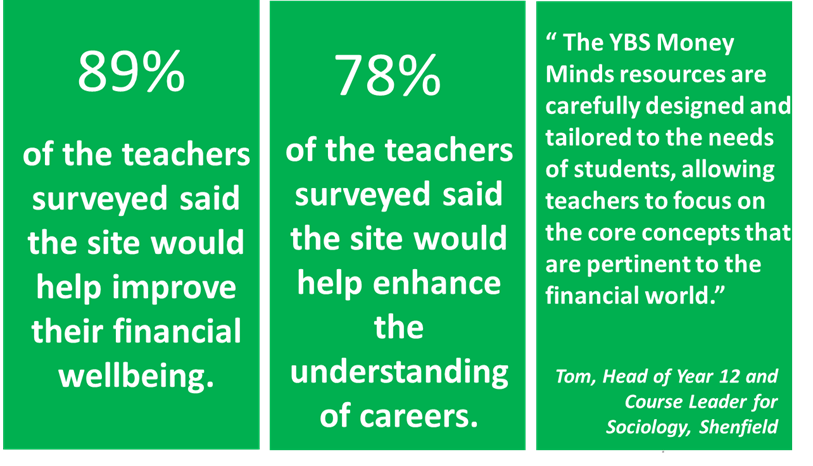 89%
of the teachers
surveyed said
the site would
help improve
their financial
wellbeing.
78%
of the teachers
surveyed said
the site would
help enhance
the
understanding
of careers.
“ The YBS Money
Minds resources are
carefully designed and
tailored to the needs
of students, allowing
teachers to focus on
the core concepts that
are pertinent to the
financial world.”
Tom, Head of Year 12 and
Course Leader for
Sociology, Shenfield